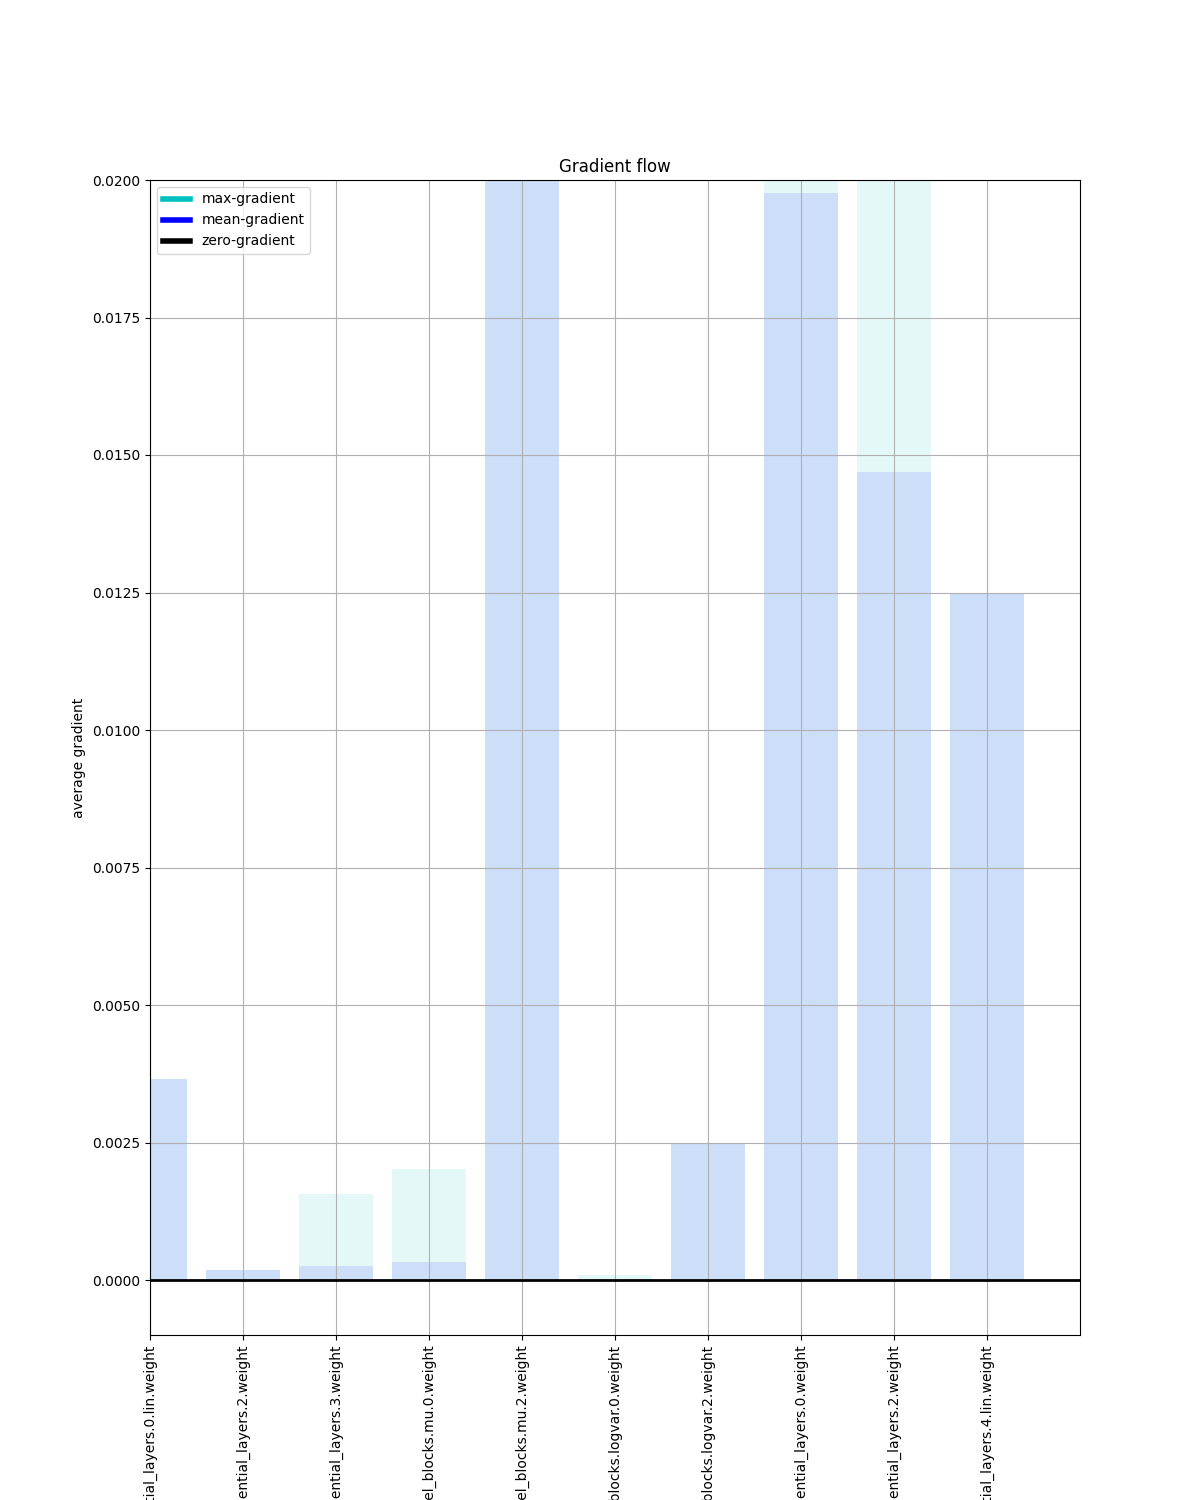 Gradient flow
max-gradient
mean-gradient
zero-gradient
0.0200
0.0175
0.0150
0.0125
0.0100
0.0075
0.0050
0.0025
0.0000
average gradient
tial_layers.0.lin.weight
ential_layers.2.weight
ential_layers.3.weight
el_blocks.mu.0.weight
el_blocks.mu.2.weight
blocks.logvar.0.weight
blocks.logvar.2.weight
ential_layers.0.weight
ential_layers.2.weight
tial_layers.4.lin.weight